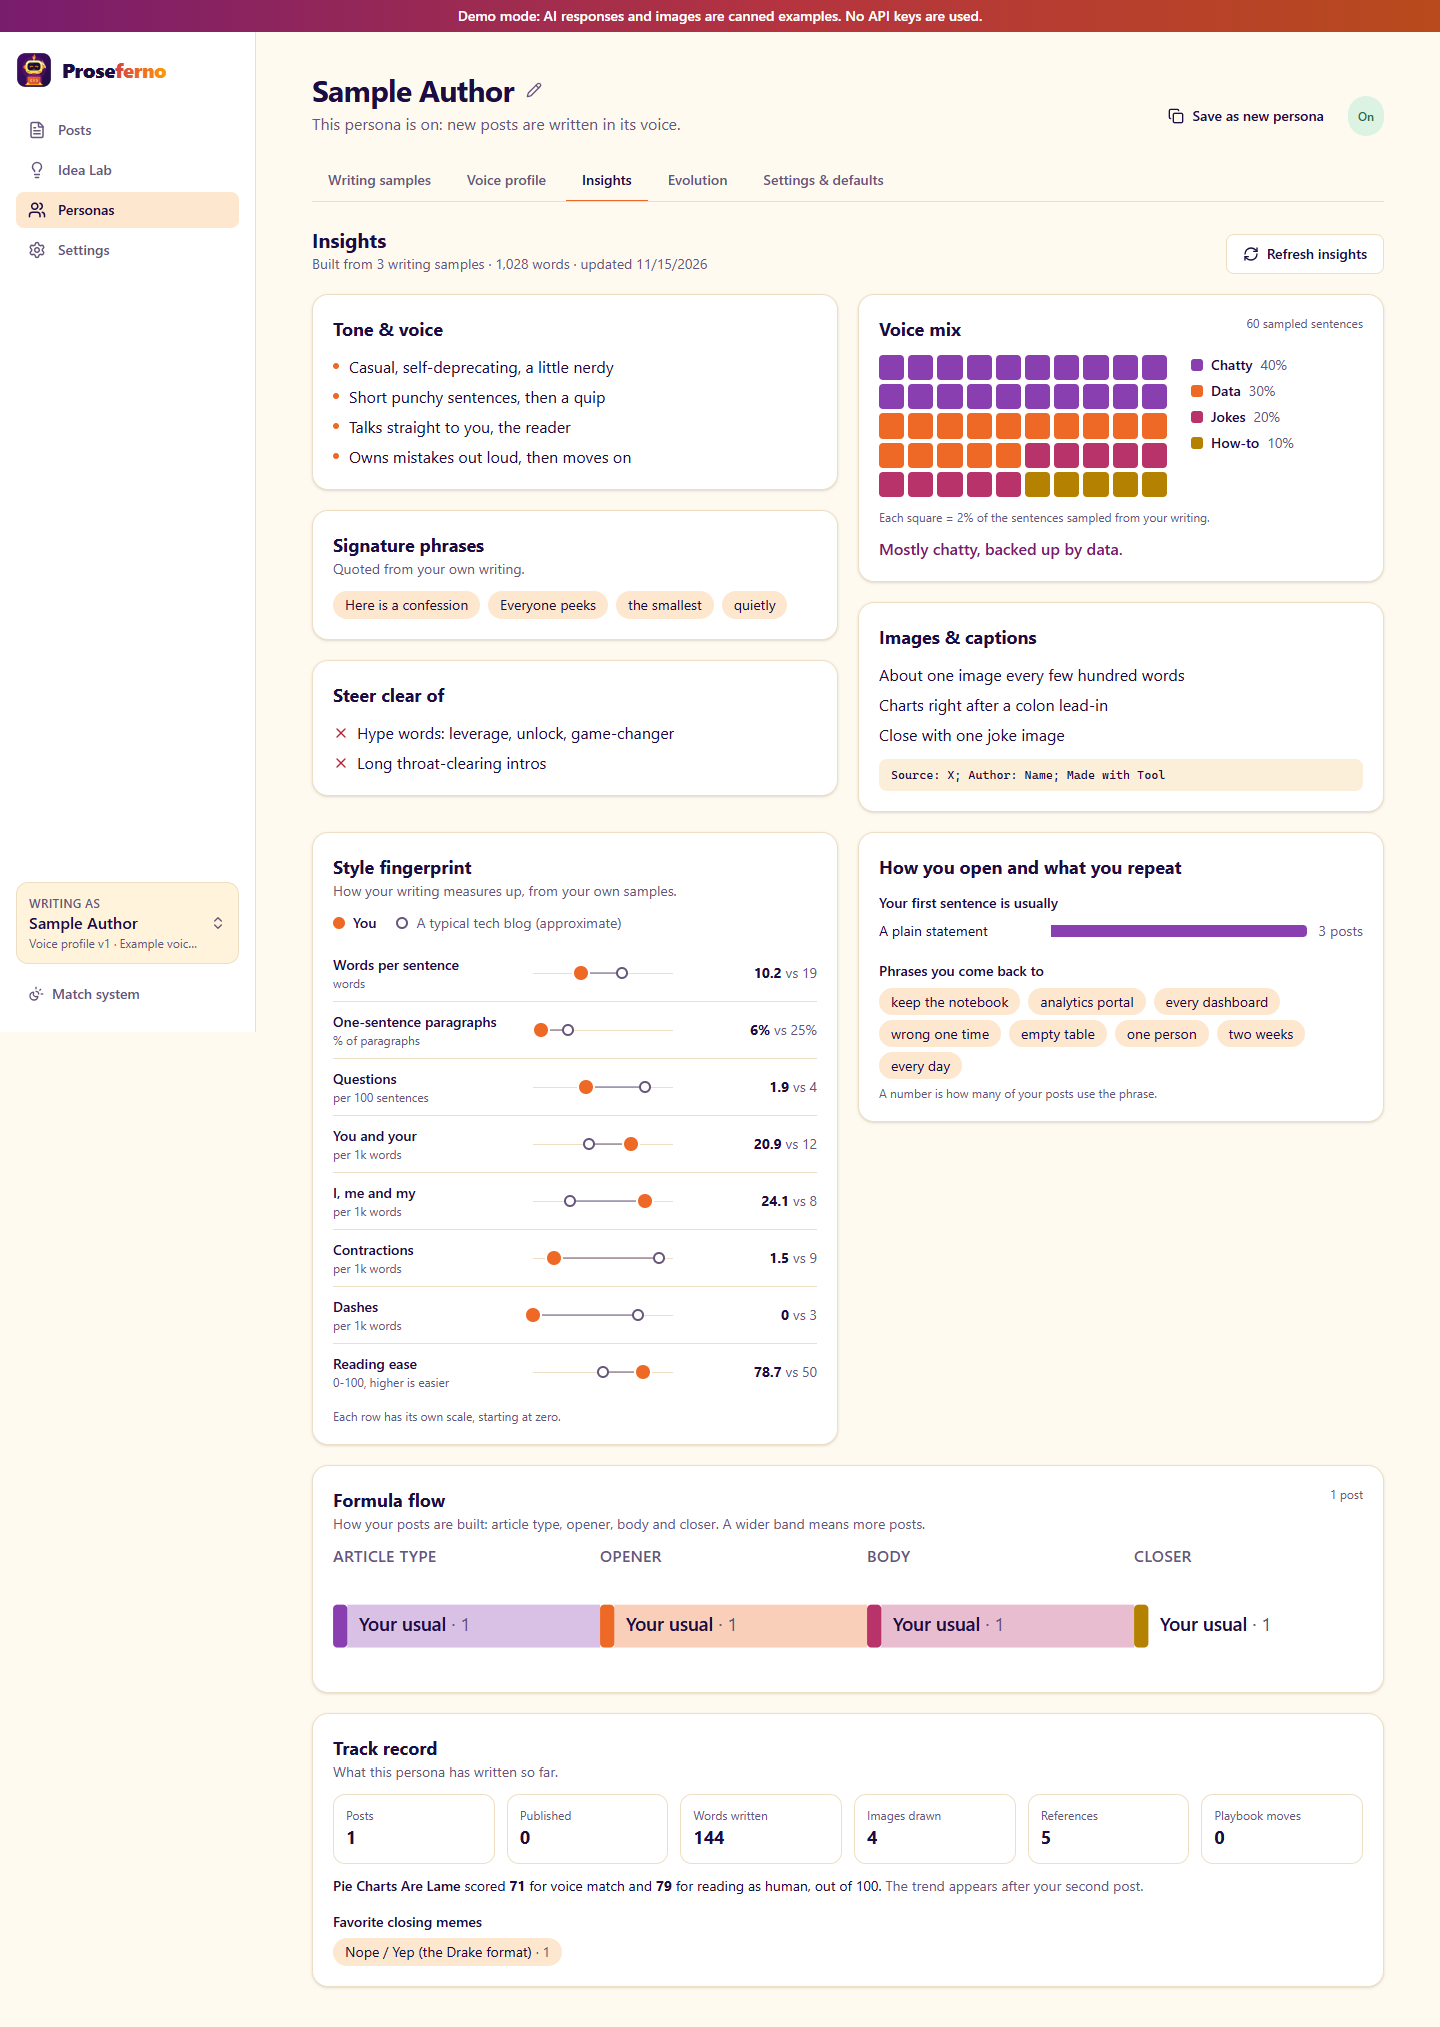 Demo mode: AI responses and images are canned examples. No API keys are used.
Proseferno
Posts
Idea Lab
Personas
Settings
WRITING AS
Sample Author
Voice profile v1 · Example voic...
Match system
Sample Author
This persona is on: new posts are written in its voice.
Save as new persona
On
Writing samples
Voice profile
Insights
Evolution
Settings & defaults
Insights
Built from 3 writing samples · 1,028 words · updated 11/15/2026
Refresh insights
Tone & voice
Casual, self-deprecating, a little nerdy
Short punchy sentences, then a quip
Talks straight to you, the reader
Owns mistakes out loud, then moves on
Signature phrases
Quoted from your own writing.
Here is a confession
Everyone peeks
the smallest
quietly
Steer clear of
Hype words: leverage, unlock, game-changer
Long throat-clearing intros
Voice mix
60 sampled sentences
Chatty 40%
Data 30%
Jokes 20%
How-to 10%
Each square = 2% of the sentences sampled from your writing.
Mostly chatty, backed up by data.
Images & captions
About one image every few hundred words
Charts right after a colon lead-in
Close with one joke image
Source: X; Author: Name; Made with Tool
Style fingerprint
How your writing measures up, from your own samples.
You
A typical tech blog (approximate)
Words per sentence
words
10.2 vs 19
One-sentence paragraphs
% of paragraphs
6% vs 25%
Questions
per 100 sentences
1.9 vs 4
You and your
per 1k words
20.9 vs 12
I, me and my
per 1k words
24.1 vs 8
Contractions
per 1k words
1.5 vs 9
Dashes
per 1k words
0 vs 3
Reading ease
0-100, higher is easier
78.7 vs 50
Each row has its own scale, starting at zero.
How you open and what you repeat
Your first sentence is usually
A plain statement
3 posts
Phrases you come back to
keep the notebook
analytics portal
every dashboard
wrong one time
empty table
one person
two weeks
every day
A number is how many of your posts use the phrase.
Formula flow
1 post
How your posts are built: article type, opener, body and closer. A wider band means more posts.
ARTICLE TYPE
OPENER
BODY
CLOSER
Your usual · 1
Your usual · 1
Your usual · 1
Your usual · 1
Track record
What this persona has written so far.
Posts
1
Published
0
Words written
144
Images drawn
4
References
5
Playbook moves
0
Pie Charts Are Lame scored 71 for voice match and 79 for reading as human, out of 100. The trend appears after your second post.
Favorite closing memes
Nope / Yep (the Drake format) · 1